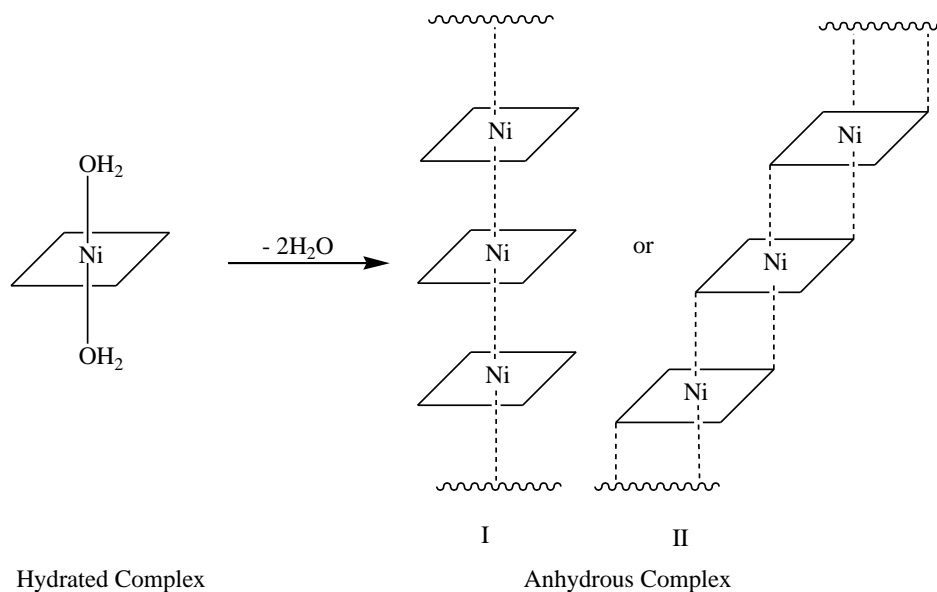 OH2
Ni
OH2
- 2H2O
Ni
Ni
Ni
or
Ni
Ni
Ni
I
II
Hydrated Complex
Anhydrous Complex